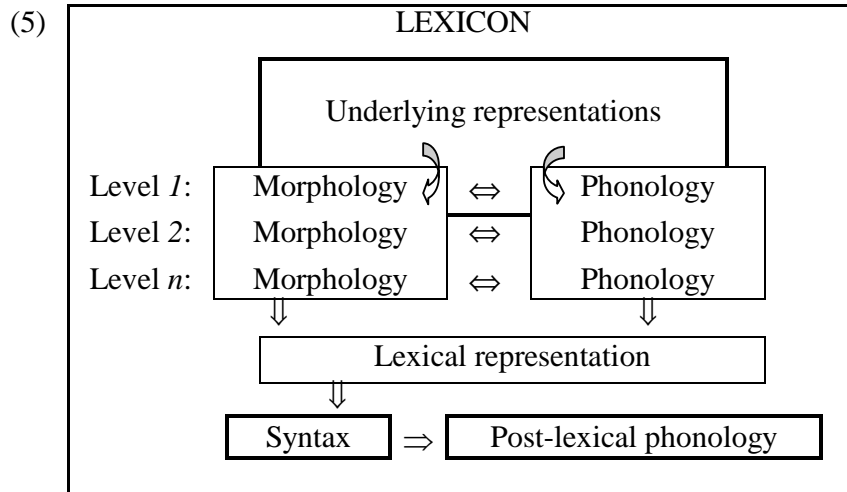 (5) LEXICON
Underlying representations
Level 1: Morphology ⇔ Phonology
Level 2: Morphology ⇔ Phonology
Level n: Morphology ⇔ Phonology
⇓ ⇓
Lexical representation
⇓
Syntax ⇒ Post-lexical phonology